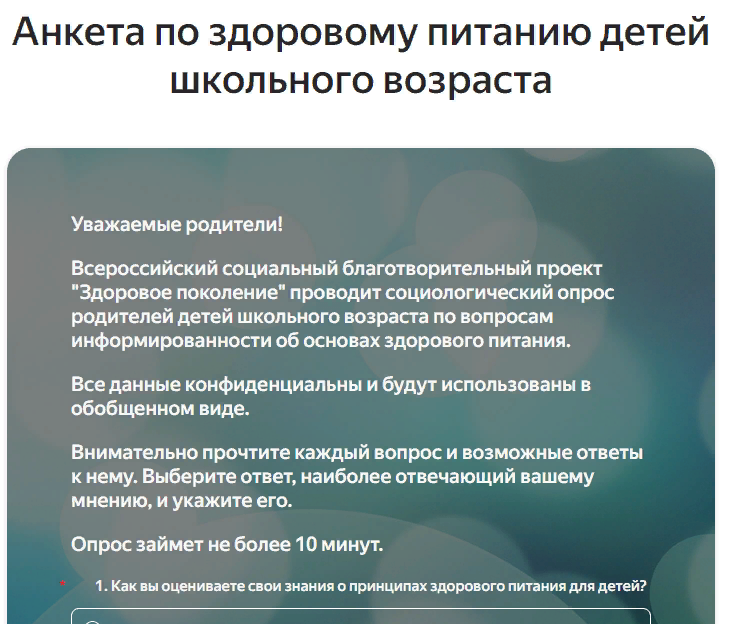 Анкета по здоровому питанию детей
школьного возраста
Уважаемые родители!
Всероссийский социальный благотворительный проект
"Здоровое поколение" проводит социологический опрос
родителей детей школьного возраста по вопросам
информированности об основах здорового питания.
Все данные конфиденциальны и будут использованы в
обобщенном виде.
Внимательно прочтите каждый вопрос и возможные ответы
к нему. Выберите ответ, наиболее отвечающий вашему
мнению, и укажите его.
Опрос займет не более 10 минут.
* 1. Как вы оцениваете свои знания о принципах здорового питания для детей?